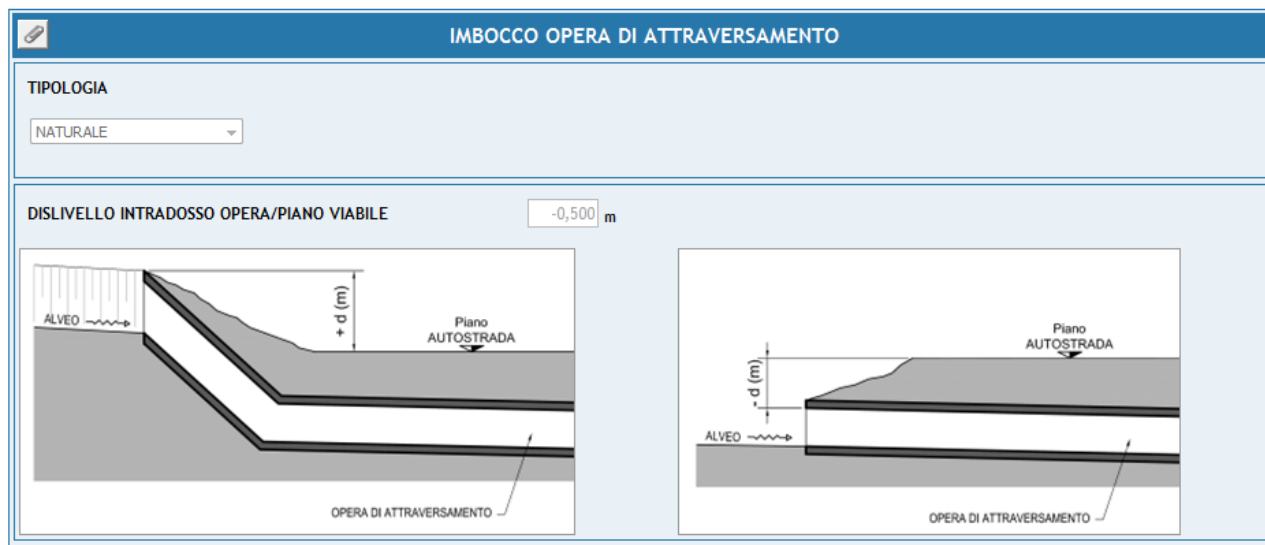 IMBOCCO OPERA DI ATTRAVERSAMENTO
TIPOLOGIA
NATURALE
DISLIVELLO INTRADOSSO OPERA/PIANO VIABILE -0,500 m
+ d (m)
ALVEO
Piano
AUTOSTRADA
OPERA DI ATTRAVERSAMENTO
Piano
AUTOSTRADA
- d (m)
ALVEO
OPERA DI ATTRAVERSAMENTO